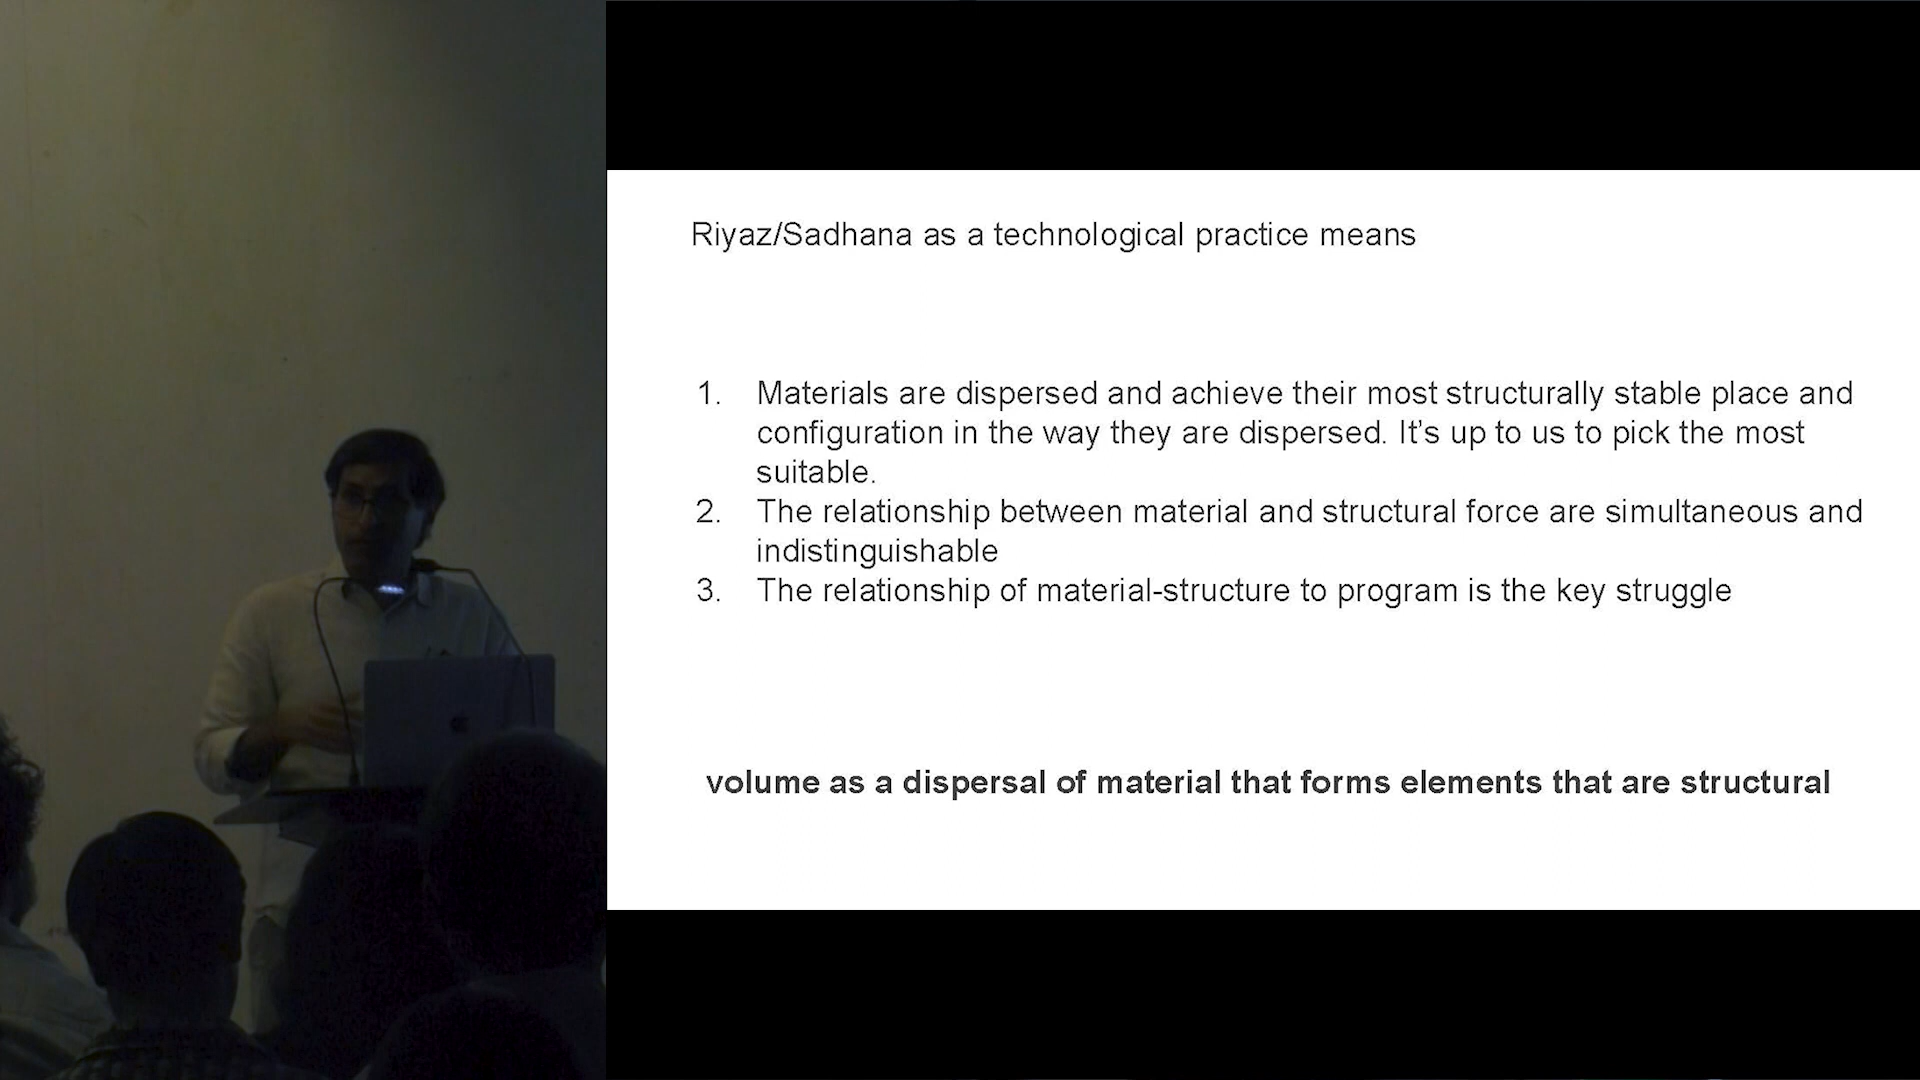 Riyaz/Sadhana as a technological practice means
1. Materials are dispersed and achieve their most structurally stable place and
configuration in the way they are dispersed. It’s up to us to pick the most
suitable.
2. The relationship between material and structural force are simultaneous and
indistinguishable
3. The relationship of material-structure to program is the key struggle
volume as a dispersal of material that forms elements that are structural